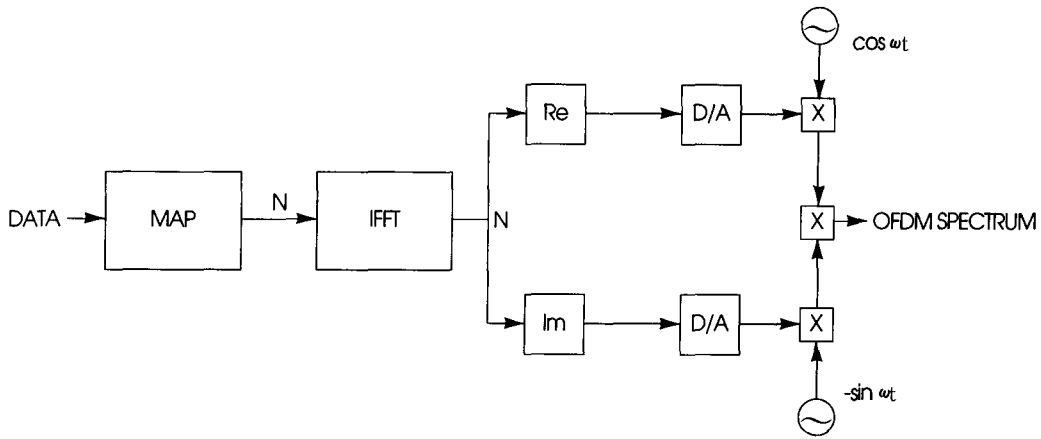 cos ωt
Re
D/A
X
DATA
MAP
N
IFFT
N
X
OFDM SPECTRUM
Im
D/A
X
-sin ωt